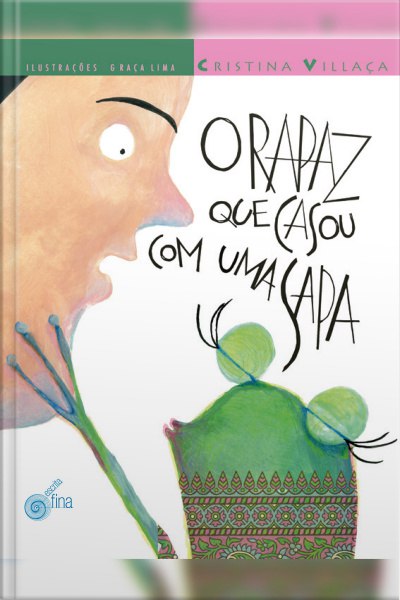 ILUSTRAÇÕES GRAÇA LIMA CRISTINA VILLAÇA
O RAPAZ
QUE CASOU
COM UMA SAPA
escrita
fina